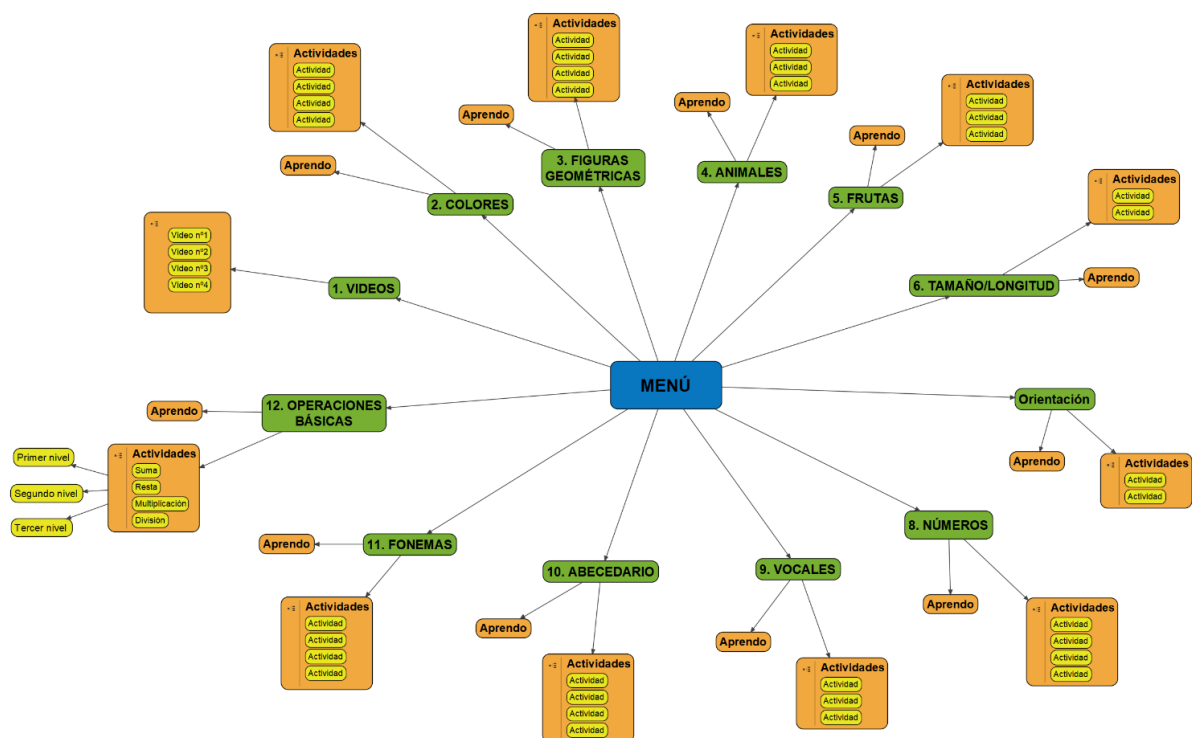 MENÚ
1. VIDEOS
Video nº1
Video nº2
Video nº3
Video nº4
2. COLORES
Aprendo
Actividades
Actividad
Actividad
Actividad
Actividad
3. FIGURAS
GEOMÉTRICAS
Aprendo
Actividades
Actividad
Actividad
Actividad
Actividad
4. ANIMALES
Aprendo
Actividades
Actividad
Actividad
Actividad
5. FRUTAS
Aprendo
Actividades
Actividad
Actividad
Actividad
6. TAMAÑO/LONGITUD
Aprendo
Actividades
Actividad
Actividad
Orientación
Aprendo
Actividades
Actividad
Actividad
8. NÚMEROS
Aprendo
Actividades
Actividad
Actividad
Actividad
Actividad
9. VOCALES
Aprendo
Actividades
Actividad
Actividad
Actividad
10. ABECEDARIO
Aprendo
Actividades
Actividad
Actividad
Actividad
Actividad
11. FONEMAS
Aprendo
Actividades
Actividad
Actividad
Actividad
Actividad
12. OPERACIONES
BÁSICAS
Aprendo
Actividades
Suma
Resta
Multiplicación
División
Primer nivel
Segundo nivel
Tercer nivel